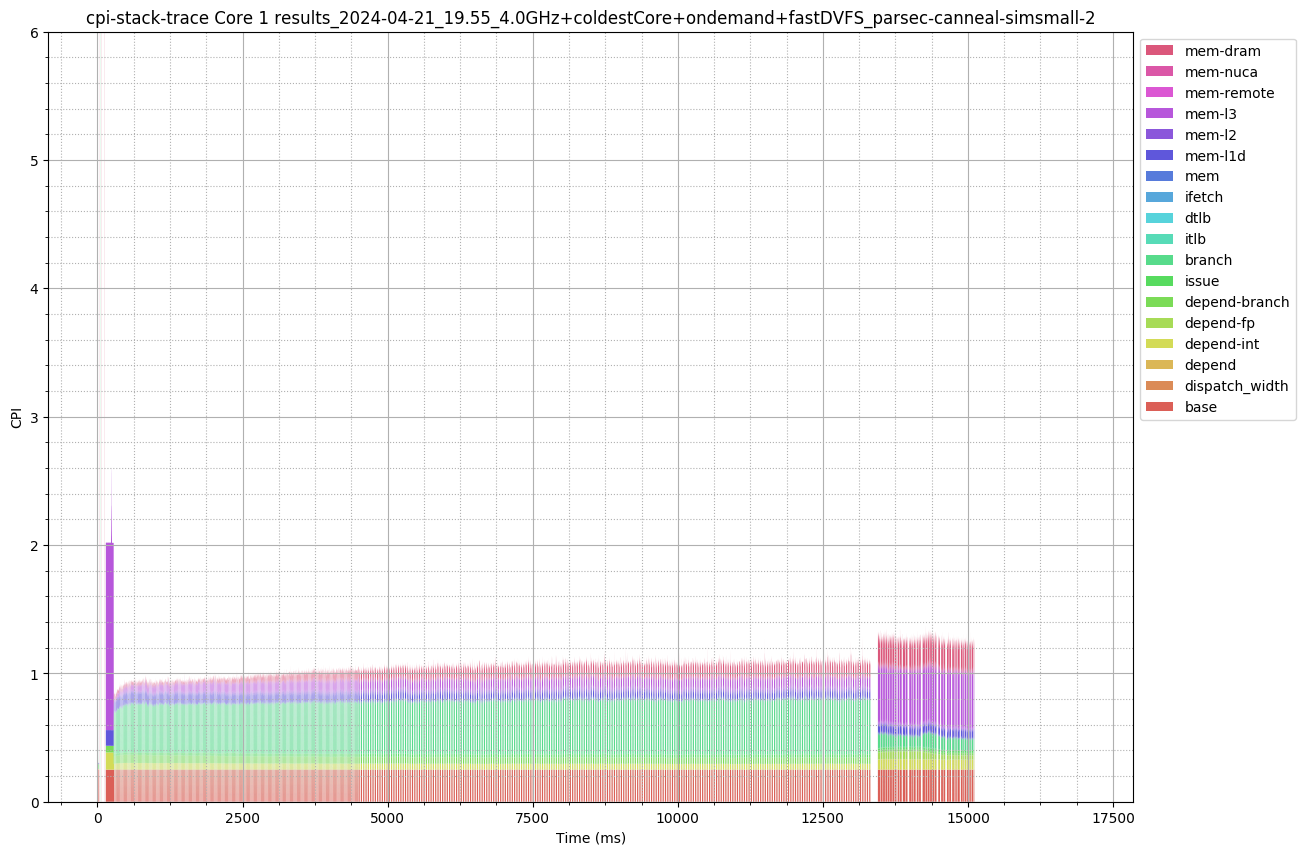 cpi-stack-trace Core 1 results_2024-04-21_19.55_4.0GHz+coldestCore+ondemand+fastDVFS_parsec-canneal-simsmall-2
6
5
4
3
2
1
0
CPI
0
2500
5000
7500
10000
12500
15000
17500
Time (ms)
mem-dram
mem-nuca
mem-remote
mem-l3
mem-l2
mem-l1d
mem
ifetch
dtlb
itlb
branch
issue
depend-branch
depend-fp
depend-int
depend
dispatch_width
base